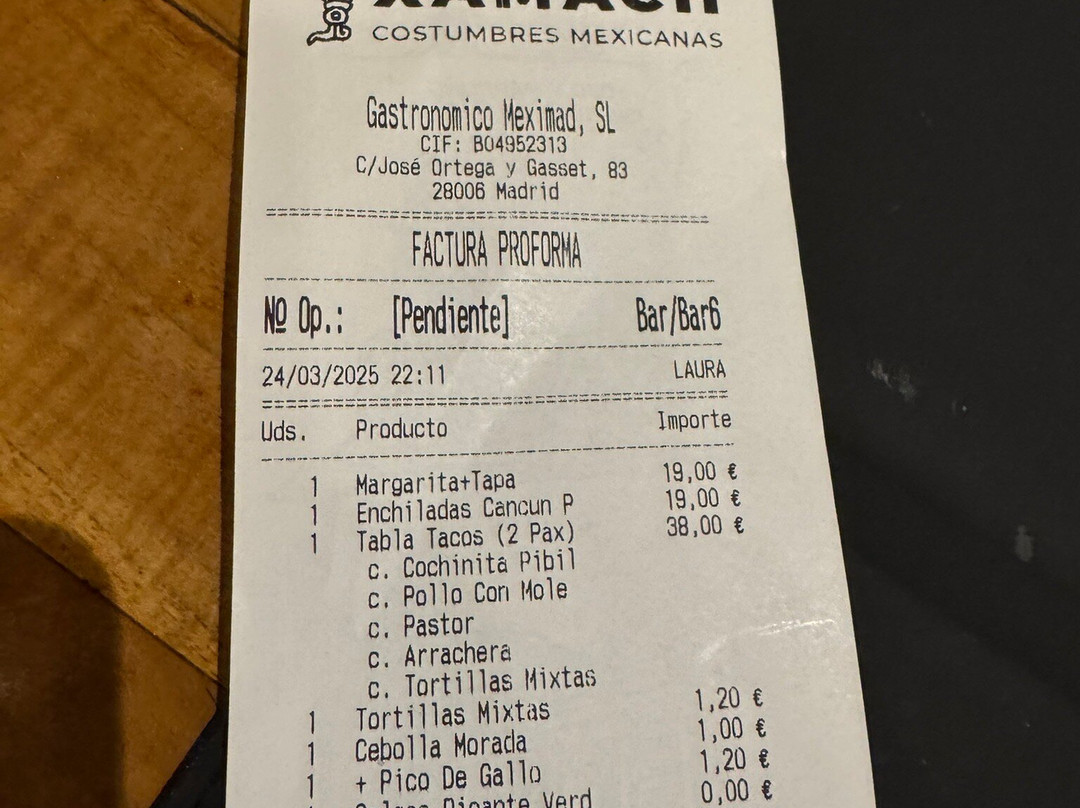 COSTUMBRES MEXICANAS
Gastronomico Meximad, SL
CIF: B04952313
C/José Ortega y Gasset, 83
28006 Madrid
FACTURA PROFORMA
Nº Op.: [Pendiente] Bar/Bar6
24/03/2025 22:11 LAURA
Uds. Producto Importe
1 Margarita+Tapa 19,00 €
1 Enchiladas Cancun P 19,00 €
1 Tabla Tacos (2 Pax) 38,00 €
c. Cochinita Pibil
c. Pollo Con Mole
c. Pastor
c. Arrachera
c. Tortillas Mixtas
1 Tortillas Mixtas 1,20 €
1 Cebolla Morada 1,00 €
1 + Pico De Gallo 1,20 €
Picante Verd 0,00 €